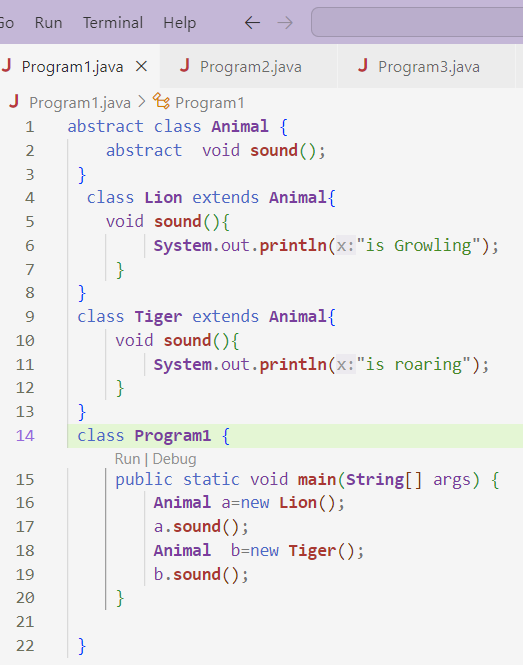 Go Run Terminal Help ← →
J Program1.java × J Program2.java J Program3.java
J Program1.java > Program1
1 abstract class Animal {
2 abstract  void sound();
3 }
4 class Lion extends Animal{
5 void sound(){
6 System.out.println(x:"is Growling");
7 }
8 }
9 class Tiger extends Animal{
10 void sound(){
11 System.out.println(x:"is roaring");
12 }
13 }
14 class Program1 {
Run | Debug
15 public static void main(String[] args) {
16 Animal a=new Lion();
17 a.sound();
18 Animal  b=new Tiger();
19 b.sound();
20 }
21
22 }